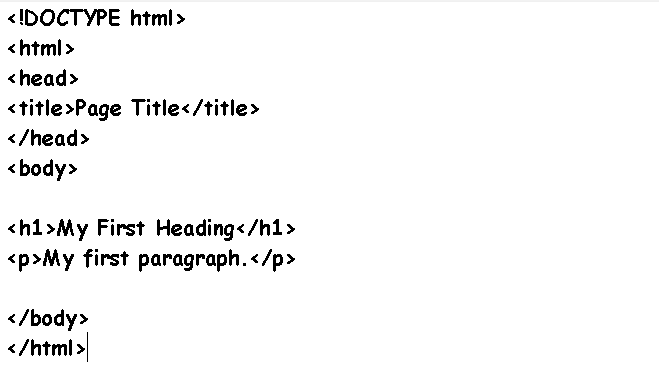 <!DOCTYPE html>
<html>
<head>
<title>Page Title</title>
</head>
<body>
<h1>My First Heading</h1>
<p>My first paragraph.</p>
</body>
</html>